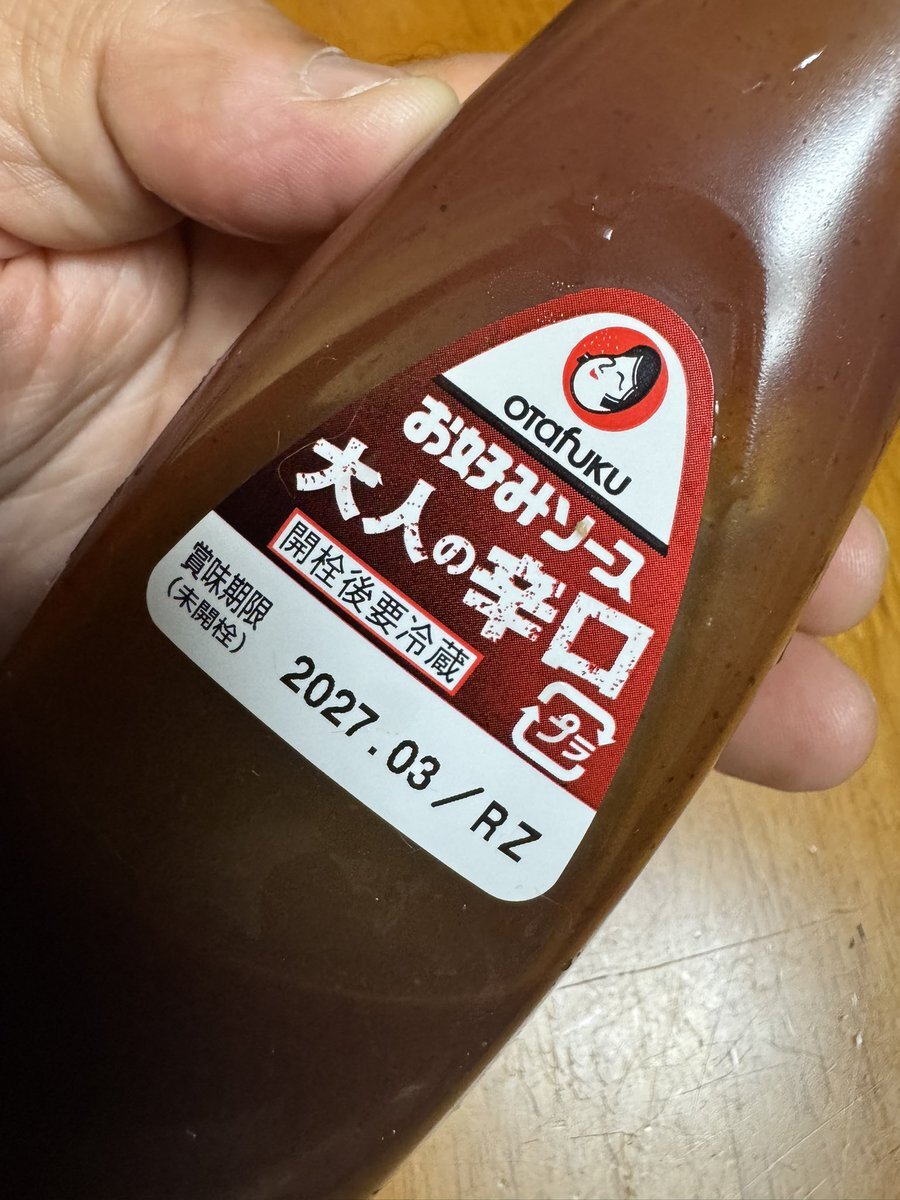 OTAFUKU
お好みソース
大人の辛口
開栓後要冷蔵
プラ
賞味期限
(未開栓)
2027.03/RZ